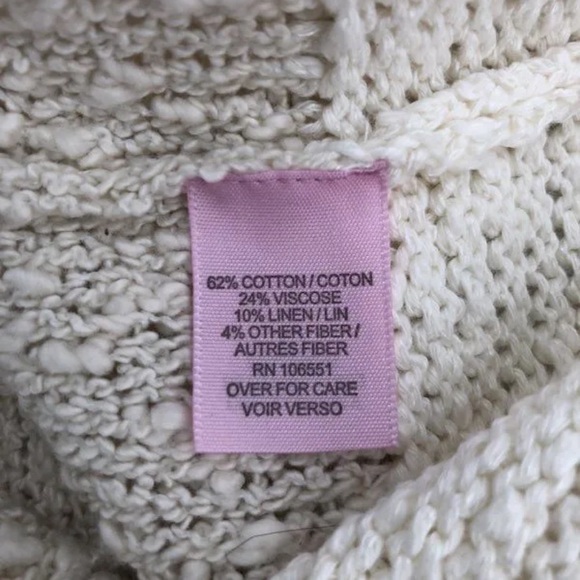 62% COTTON / COTON
24% VISCOSE
10% LINEN / LIN
4% OTHER FIBER /
AUTRES FIBER
RN 106551
OVER FOR CARE
VOIR VERSO